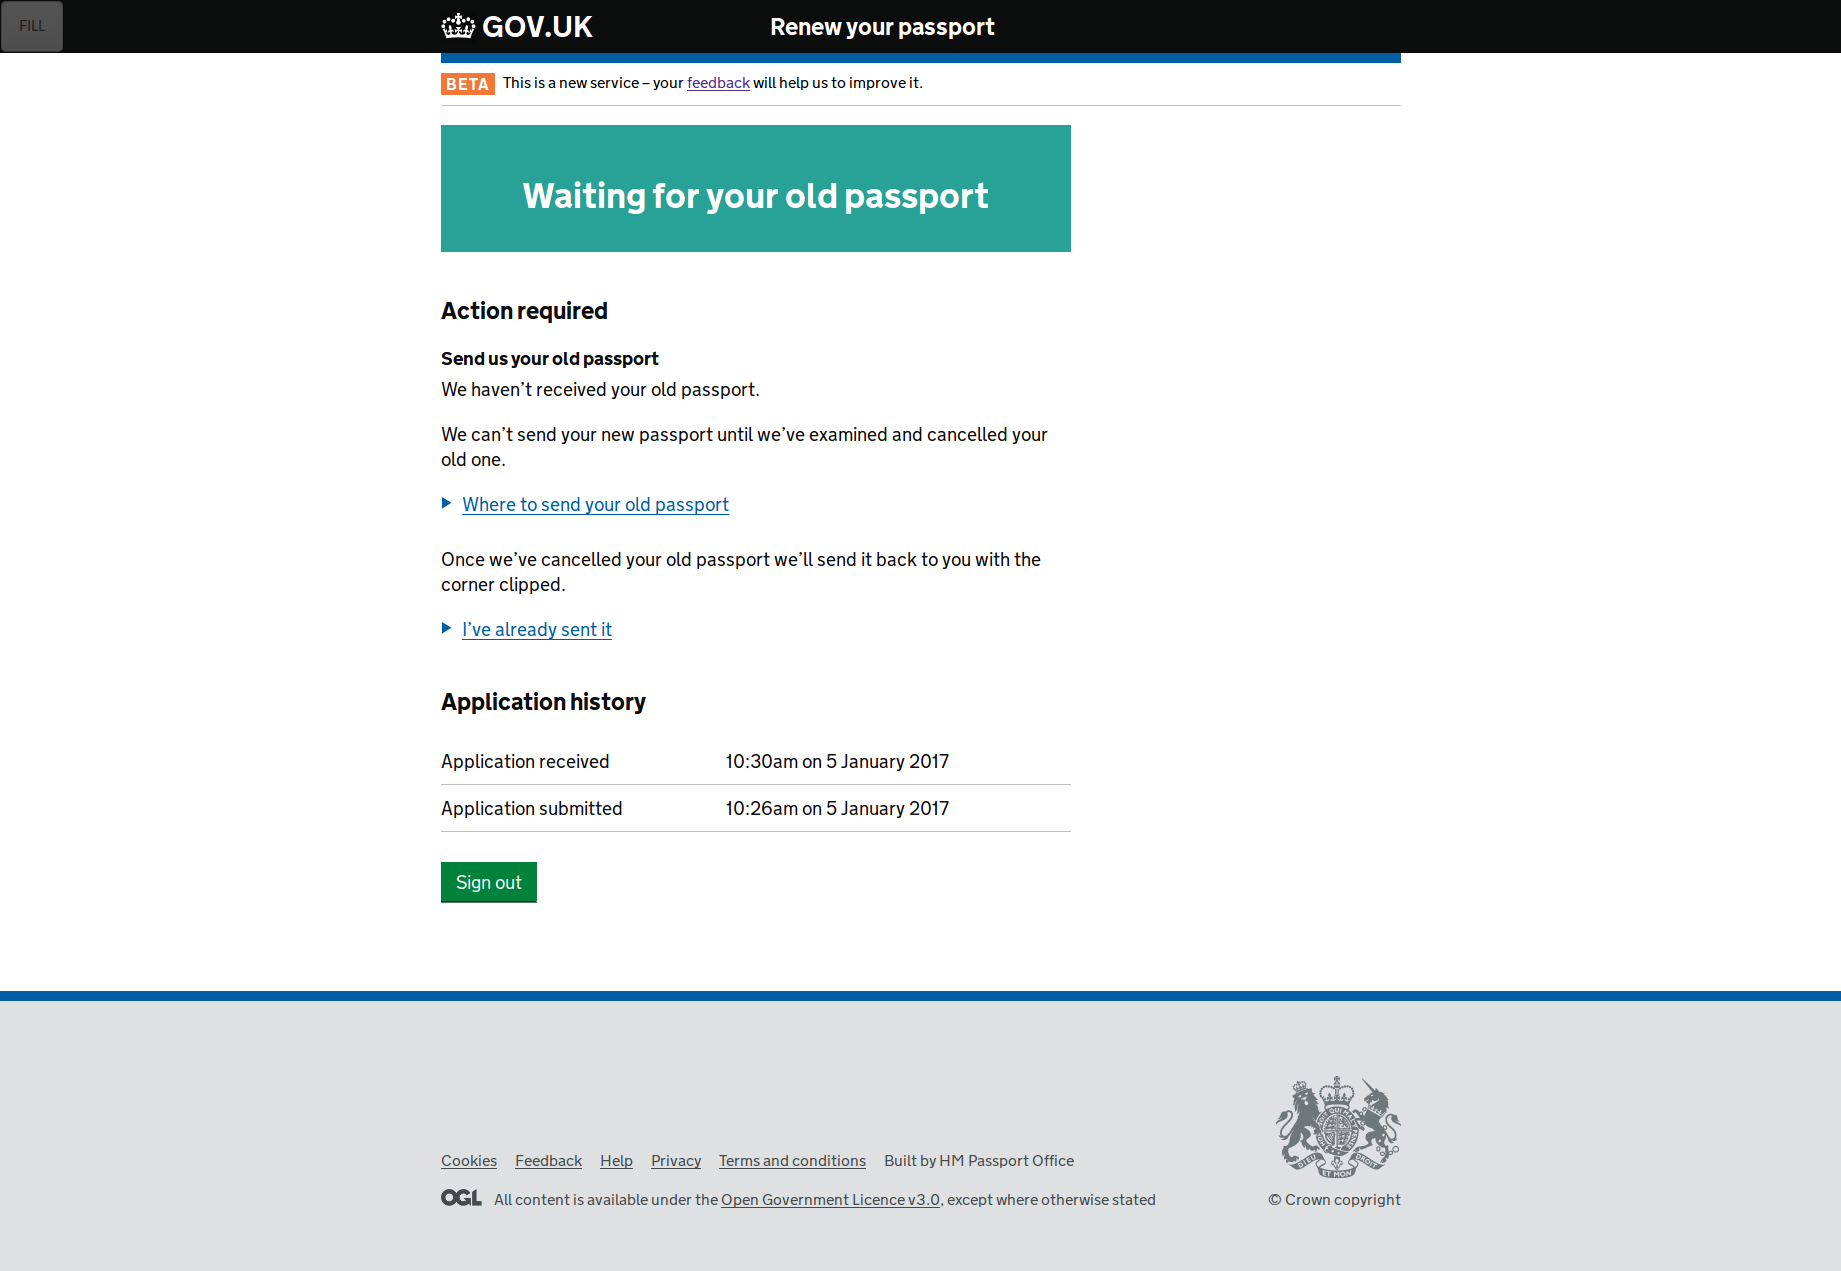 FILL
GOV.UK
Renew your passport
BETA This is a new service – your feedback will help us to improve it.
Waiting for your old passport
Action required
Send us your old passport
We haven’t received your old passport.
We can’t send your new passport until we’ve examined and cancelled your
old one.
Where to send your old passport
Once we’ve cancelled your old passport we’ll send it back to you with the
corner clipped.
I’ve already sent it
Application history
Application received 10:30am on 5 January 2017
Application submitted 10:26am on 5 January 2017
Sign out
Cookies Feedback Help Privacy Terms and conditions Built by HM Passport Office
OGL All content is available under the Open Government Licence v3.0, except where otherwise stated
DIEU ET MON DROIT
© Crown copyright